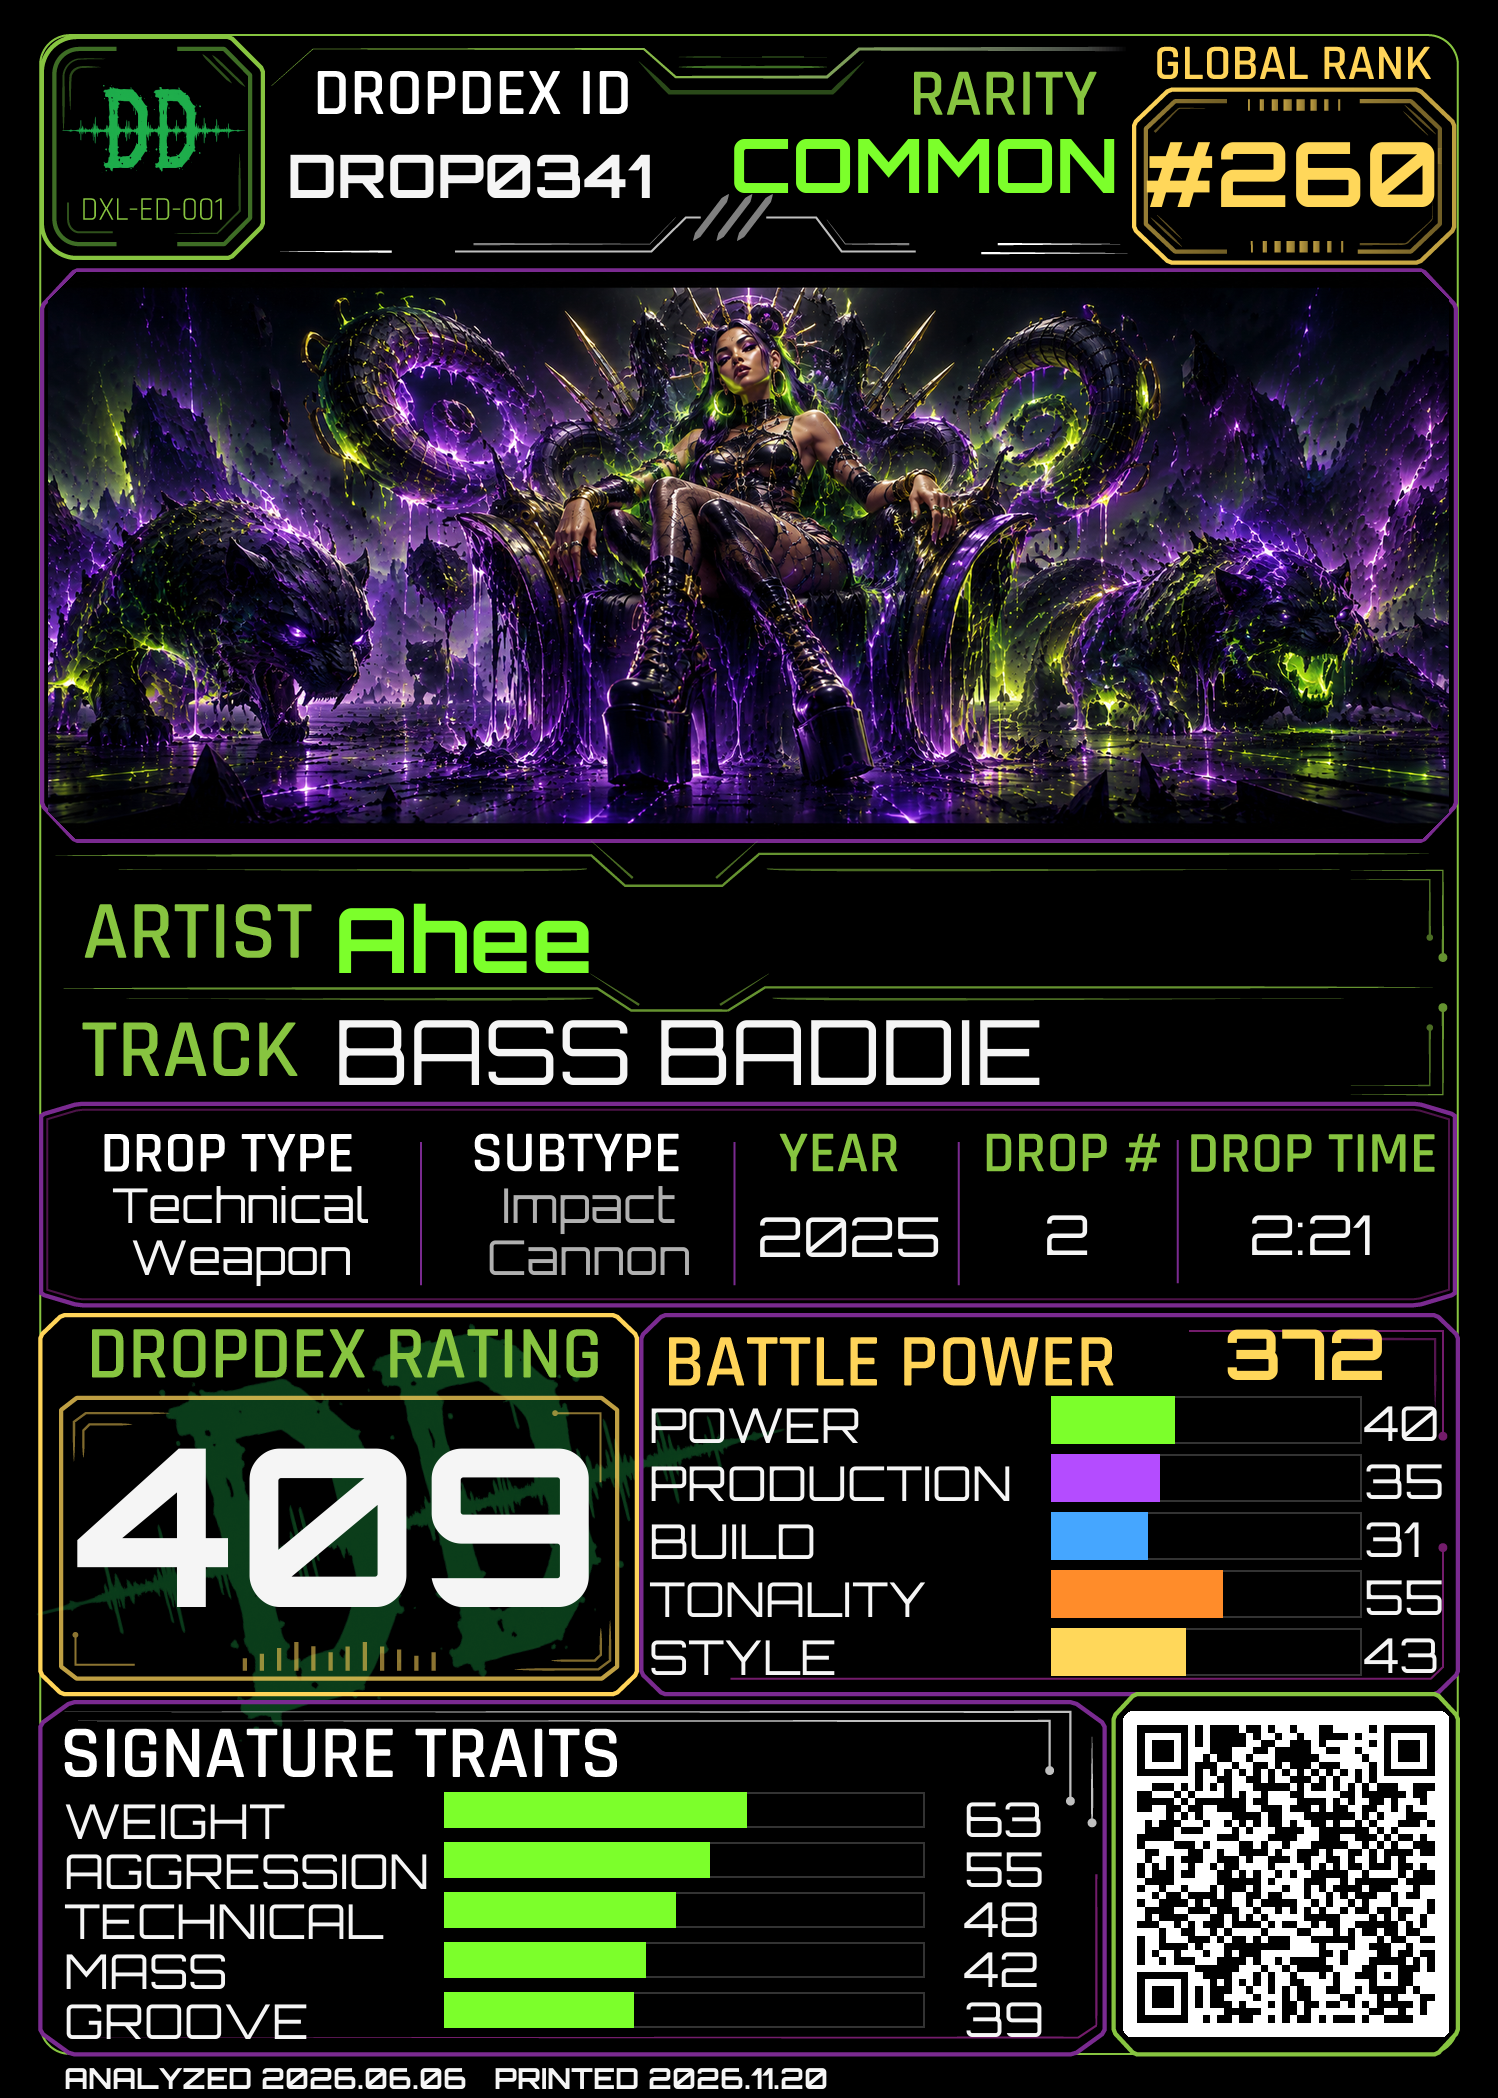 DD
DXL-ED-001
DROPDEX ID
DROP0341
RARITY
COMMON
GLOBAL RANK
#260
ARTIST Ahee
TRACK BASS BADDIE
DROP TYPE
Technical
Weapon
SUBTYPE
Impact
Cannon
YEAR
2025
DROP #
2
DROP TIME
2:21
DROPDEX RATING
409
BATTLE POWER 372
POWER 40
PRODUCTION 35
BUILD 31
TONALITY 55
STYLE 43
SIGNATURE TRAITS
WEIGHT 63
AGGRESSION 55
TECHNICAL 48
MASS 42
GROOVE 39
ANALYZED 2026.06.06 PRINTED 2026.11.20